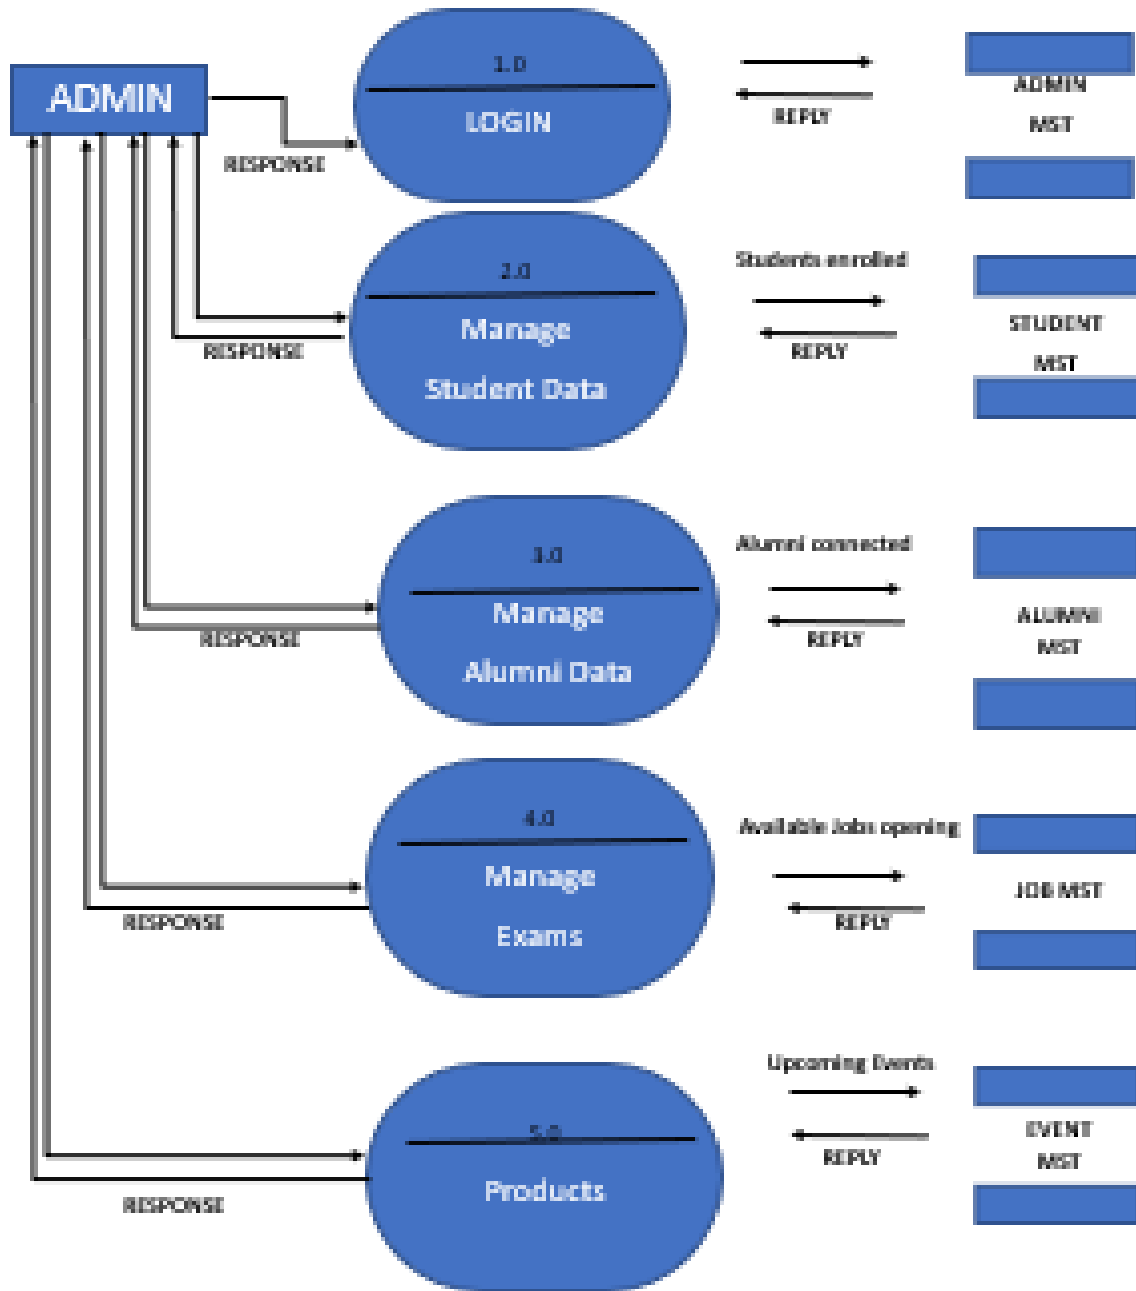 ADMIN
1.0
LOGIN
RESPONSE
REPLY
ADMIN
MST
2.0
Manage
Student Data
RESPONSE
Students enrolled
REPLY
STUDENT
MST
3.0
Manage
Alumni Data
RESPONSE
Alumni connected
REPLY
ALUMNI
MST
4.0
Manage
Exams
RESPONSE
Available Jobs opening
REPLY
JOB MST
5.0
Products
RESPONSE
Upcoming Events
REPLY
EVENT
MST